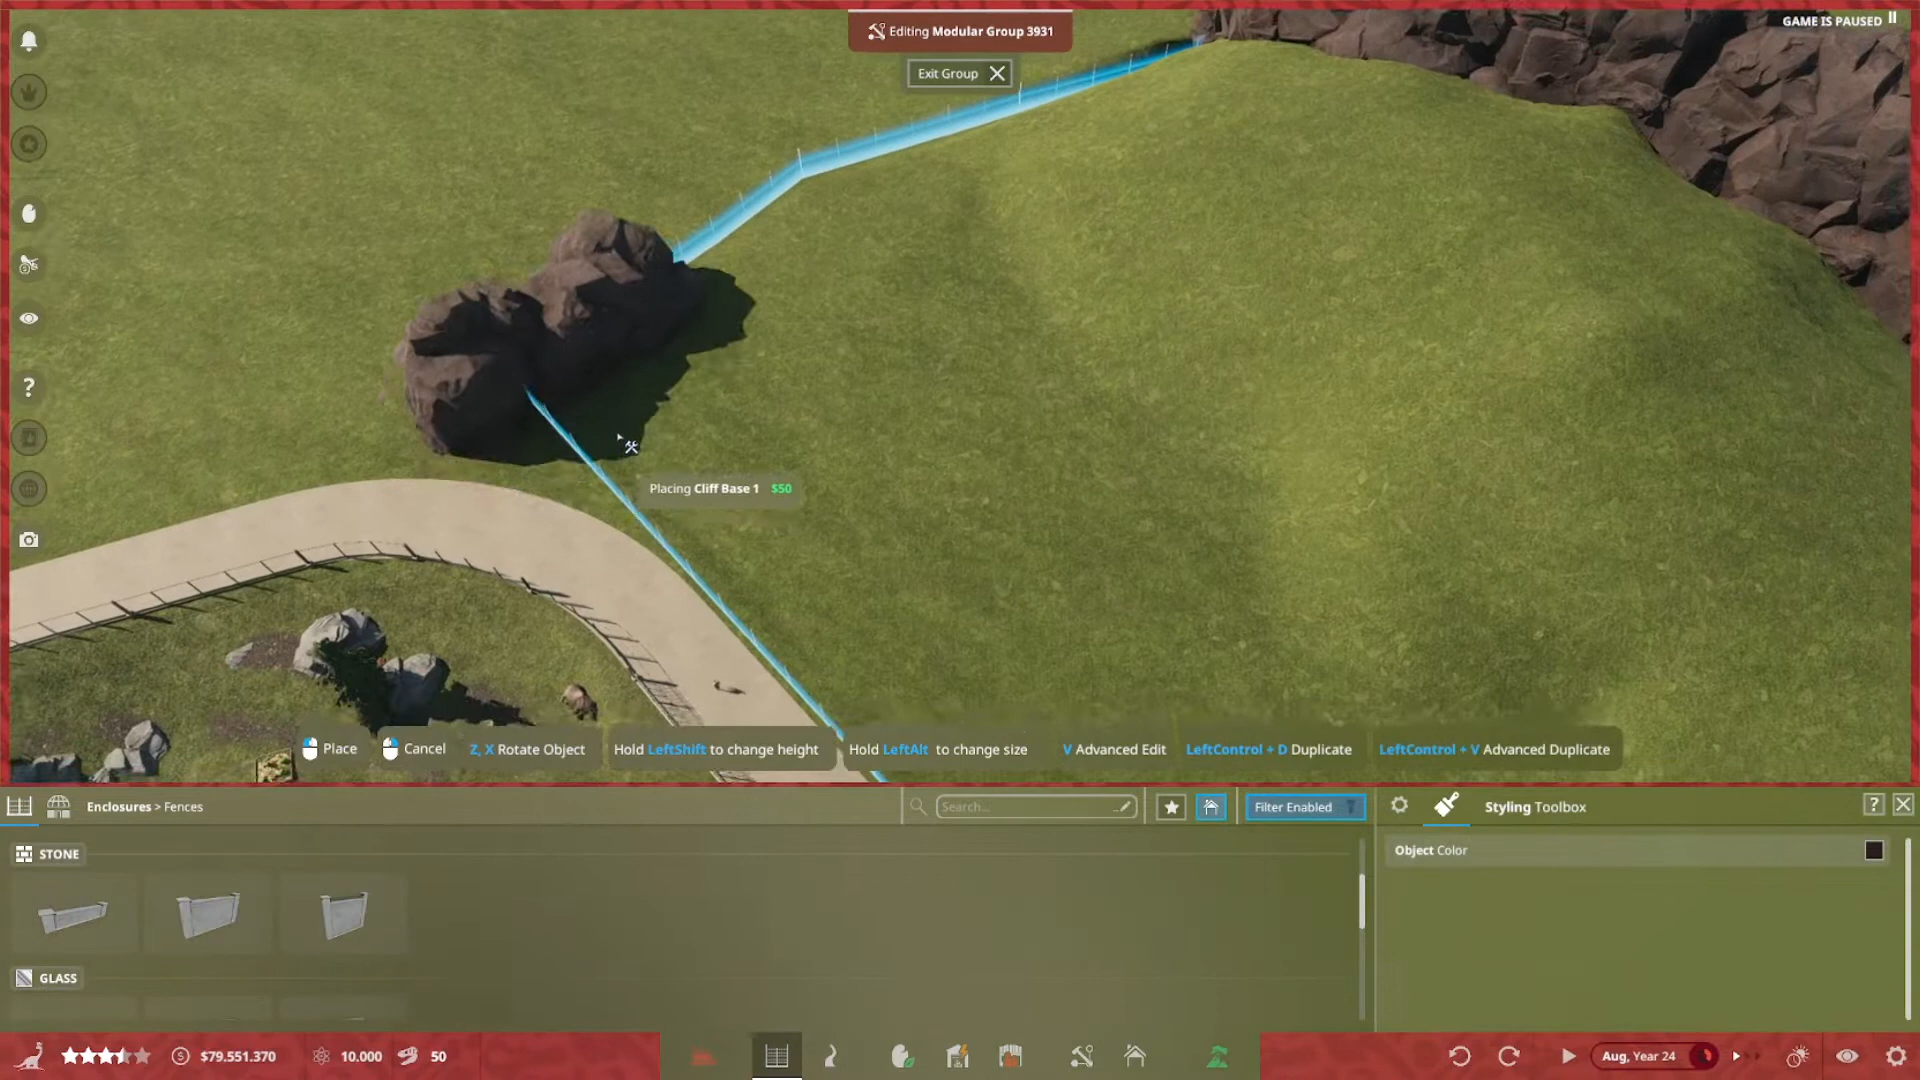 Editing Modular Group 3931
GAME IS PAUSED
Exit Group
Placing Cliff Base 1 $50
Place
Cancel
Z, X Rotate Object
Hold LeftShift to change height
Hold LeftAlt to change size
V Advanced Edit
LeftControl + D Duplicate
LeftControl + V Advanced Duplicate
Enclosures > Fences
Search...
Filter Enabled
Styling Toolbox
?
STONE
Object Color
GLASS
$79.551.370
10.000
50
Aug, Year 24